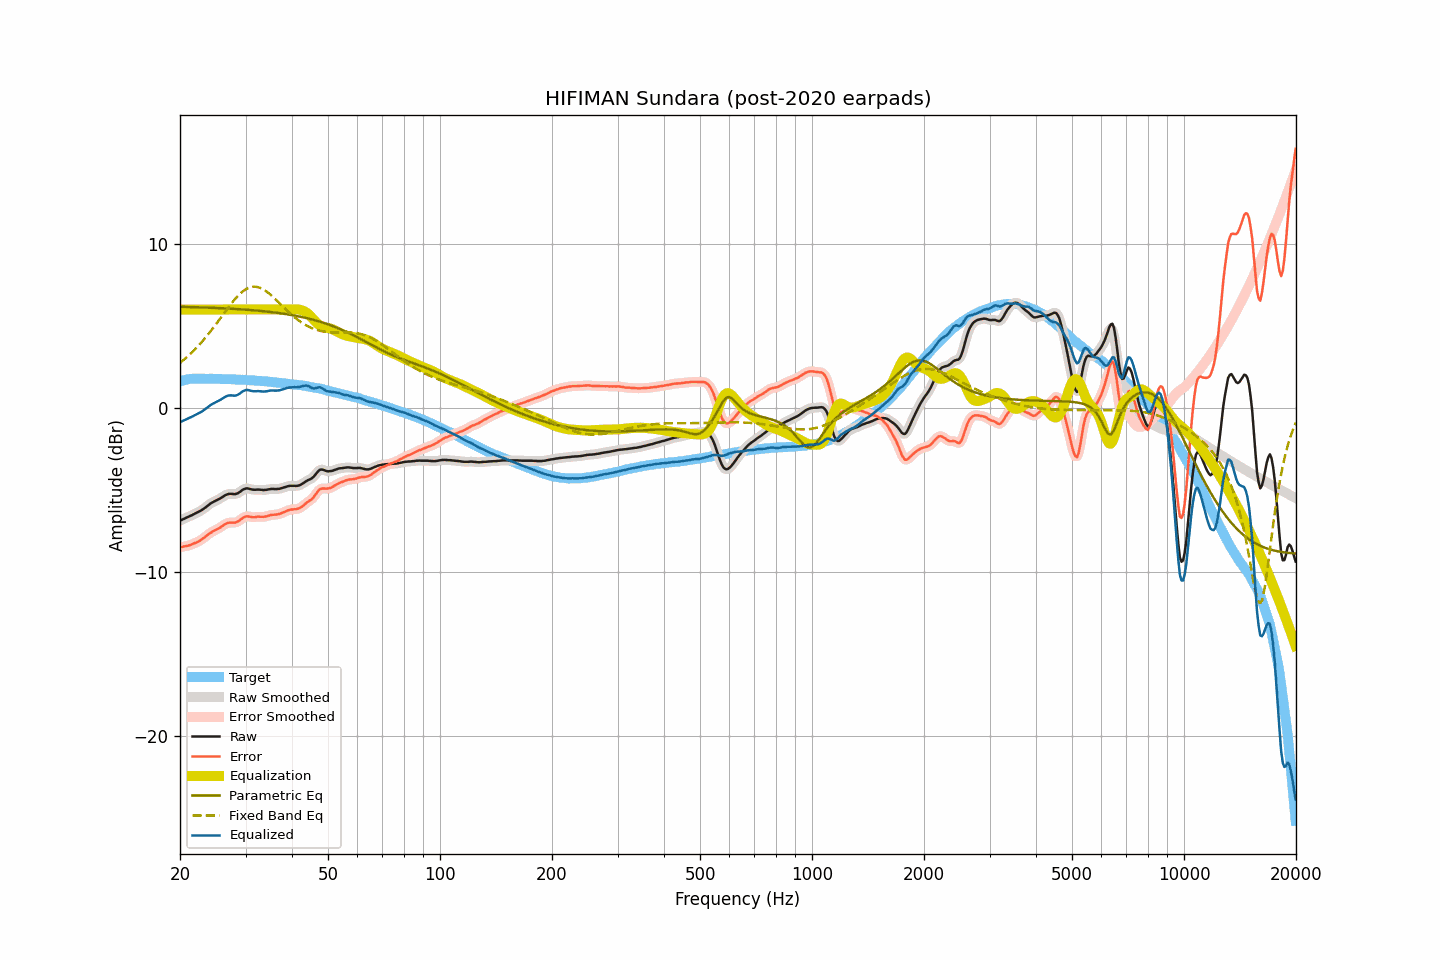 HIFIMAN Sundara (post-2020 earpads)
Amplitude (dBr)
10
0
−10
−20
Target
Raw Smoothed
Error Smoothed
Raw
Error
Equalization
Parametric Eq
Fixed Band Eq
Equalized
20 50 100 200 500 1000 2000 5000 10000 20000
Frequency (Hz)